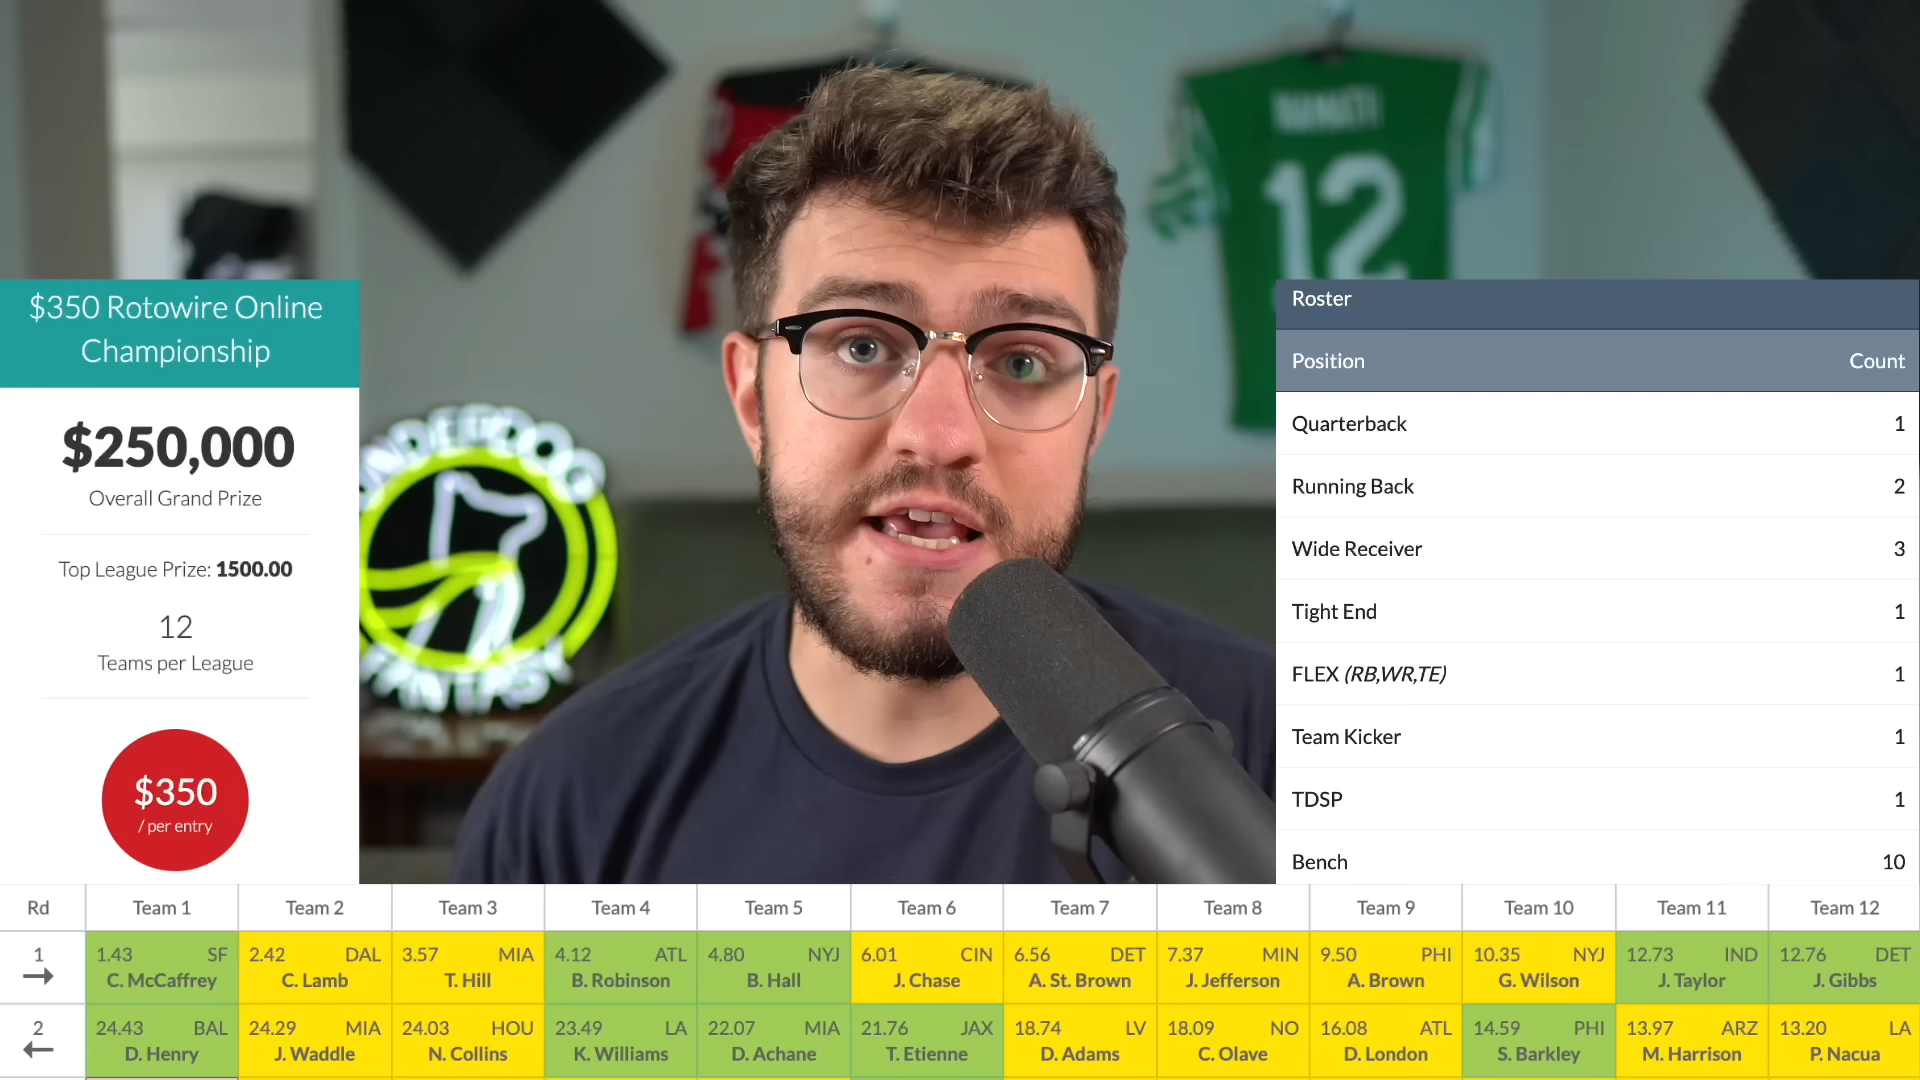 NAMATH
12
UNDERDOG
FANTASY
$350 Rotowire Online
Championship
$250,000
Overall Grand Prize
Top League Prize: 1500.00
12
Teams per League
$350
/ per entry
Roster
Position Count
Quarterback 1
Running Back 2
Wide Receiver 3
Tight End 1
FLEX (RB,WR,TE) 1
Team Kicker 1
TDSP 1
Bench 10
Rd Team 1 Team 2 Team 3 Team 4 Team 5 Team 6 Team 7 Team 8 Team 9 Team 10 Team 11 Team 12
1 1.43 SF 2.42 DAL 3.57 MIA 4.12 ATL 4.80 NYJ 6.01 CIN 6.56 DET 7.37 MIN 9.50 PHI 10.35 NYJ 12.73 IND 12.76 DET
C. McCaffrey C. Lamb T. Hill B. Robinson B. Hall J. Chase A. St. Brown J. Jefferson A. Brown G. Wilson J. Taylor J. Gibbs
2 24.43 BAL 24.29 MIA 24.03 HOU 23.49 LA 22.07 MIA 21.76 JAX 18.74 LV 18.09 NO 16.08 ATL 14.59 PHI 13.97 ARZ 13.20 LA
D. Henry J. Waddle N. Collins K. Williams D. Achane T. Etienne D. Adams C. Olave D. London S. Barkley M. Harrison P. Nacua